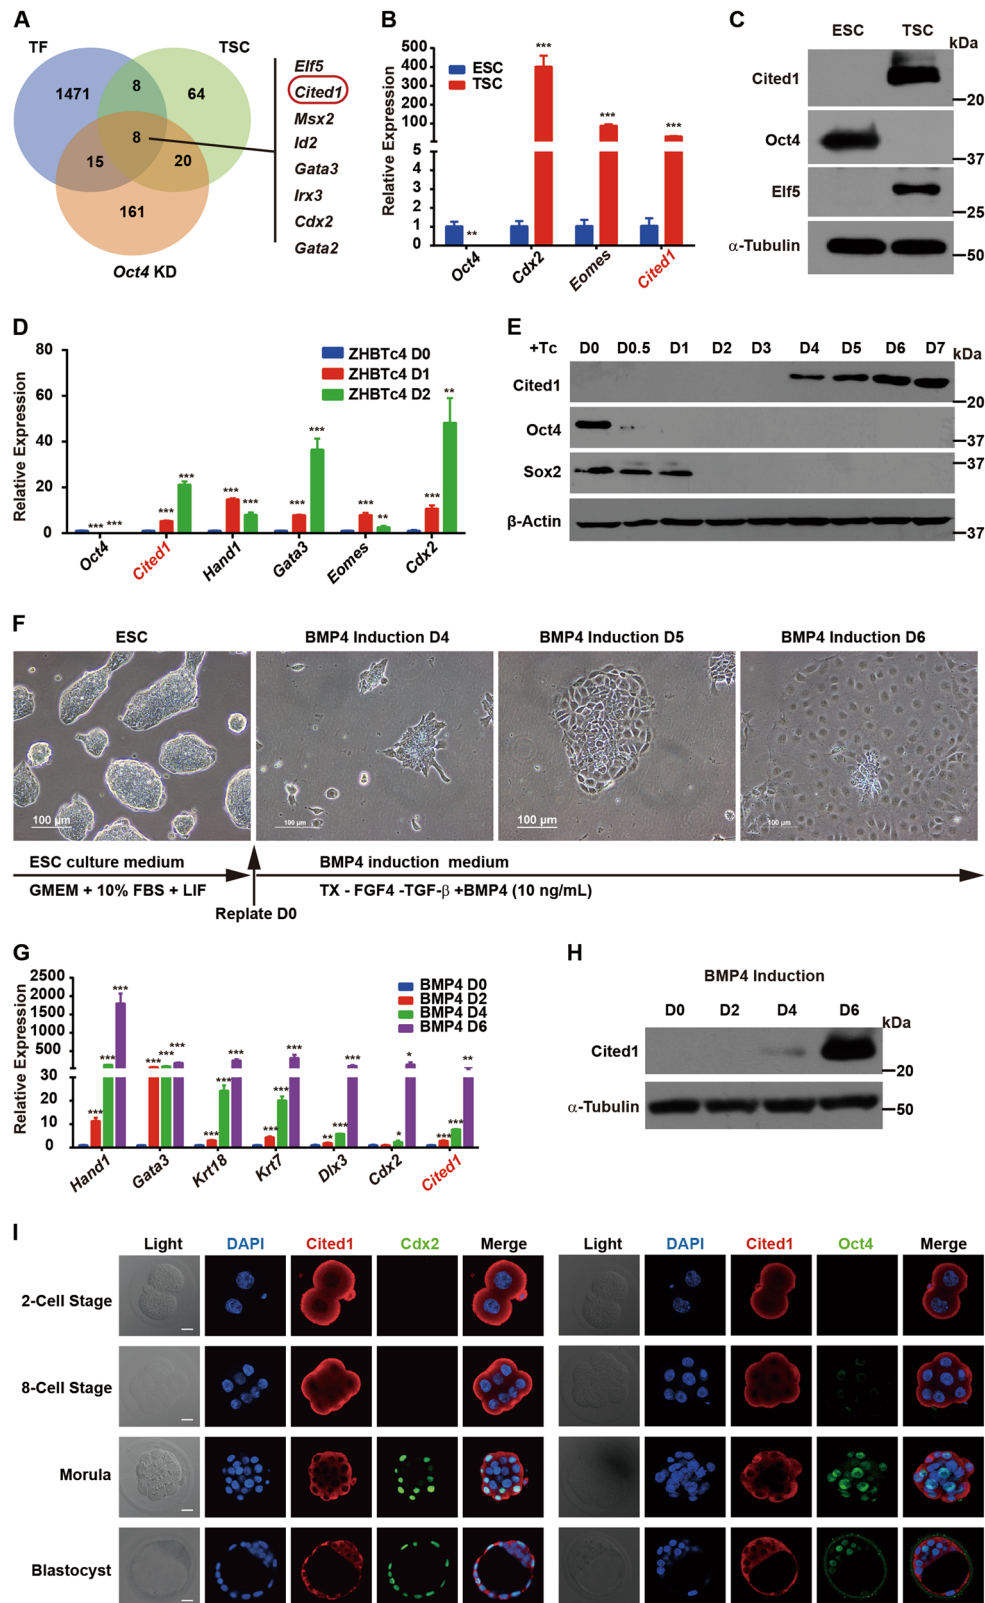 A
TF
TSC
1471
8
64
8
15
20
161
Oct4 KD
Elf5
Cited1
Msx2
Id2
Gata3
Irx3
Cdx2
Gata2
B
Relative Expression
500
400
300
200
100
5
4
3
2
1
0
ESC
TSC
**
***
***
***
Oct4
Cdx2
Eomes
Cited1
C
ESC
TSC
kDa
Cited1
20
Oct4
37
Elf5
25
α-Tubulin
50
D
Relative Expression
80
60
40
20
0
ZHBTc4 D0
ZHBTc4 D1
ZHBTc4 D2
*** ***
*** ***
*** ***
*** ***
*** **
*** **
Oct4
Cited1
Hand1
Gata3
Eomes
Cdx2
E
+Tc D0 D0.5 D1 D2 D3 D4 D5 D6 D7 kDa
Cited1
20
Oct4
37
Sox2
37
β-Actin
37
F
ESC
BMP4 Induction D4
BMP4 Induction D5
BMP4 Induction D6
100 μm
100 μm
100 μm
100 μm
ESC culture medium
GMEM + 10% FBS + LIF
Replate D0
BMP4 induction medium
TX - FGF4 -TGF-β +BMP4 (10 ng/mL)
G
Relative Expression
2500
2000
1500
1000
500
30
20
10
0
BMP4 D0
BMP4 D2
BMP4 D4
BMP4 D6
*** *** ***
*** *** ***
*** *** ***
*** *** ***
** *** ***
* *
*** *** **
Hand1
Gata3
Krt18
Krt7
Dlx3
Cdx2
Cited1
H
BMP4 Induction
D0 D2 D4 D6
kDa
Cited1
20
α-Tubulin
50
I
Light DAPI Cited1 Cdx2 Merge
Light DAPI Cited1 Oct4 Merge
2-Cell Stage
8-Cell Stage
Morula
Blastocyst